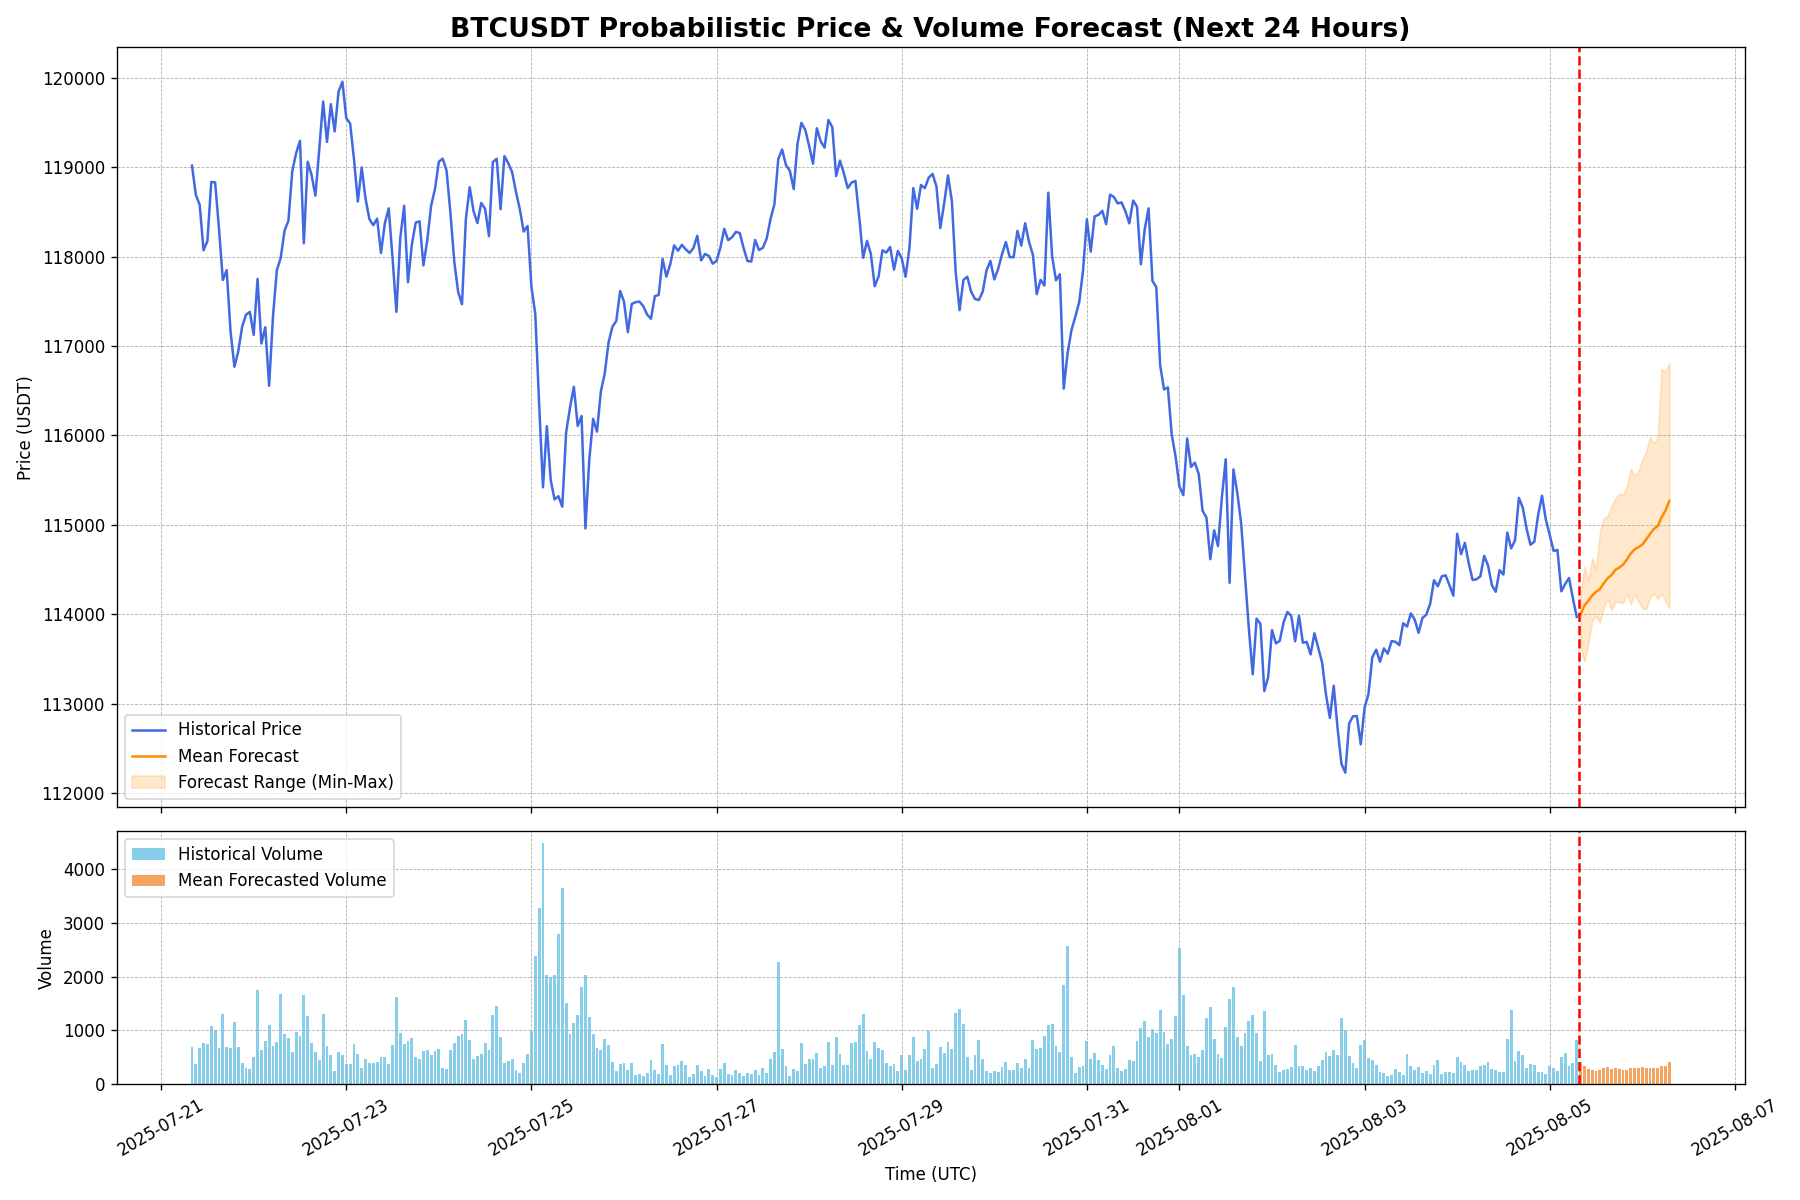 BTCUSDT Probabilistic Price & Volume Forecast (Next 24 Hours)
120000
119000
118000
117000
116000
115000
114000
113000
112000
Price (USDT)
Historical Price
Mean Forecast
Forecast Range (Min-Max)
4000
3000
2000
1000
0
Volume
Historical Volume
Mean Forecasted Volume
2025-07-21
2025-07-23
2025-07-25
2025-07-27
2025-07-29
2025-07-31
2025-08-01
2025-08-03
2025-08-05
2025-08-07
Time (UTC)